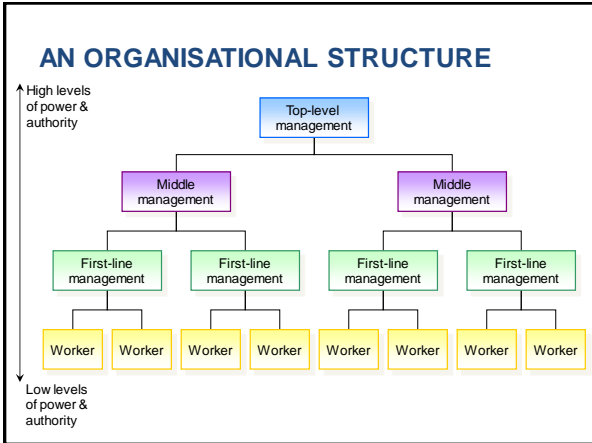 AN ORGANISATIONAL STRUCTURE
High levels
of power &
authority
Top-level
management
Middle
management
Middle
management
First-line
management
First-line
management
First-line
management
First-line
management
Worker
Worker
Worker
Worker
Worker
Worker
Worker
Worker
Low levels
of power &
authority